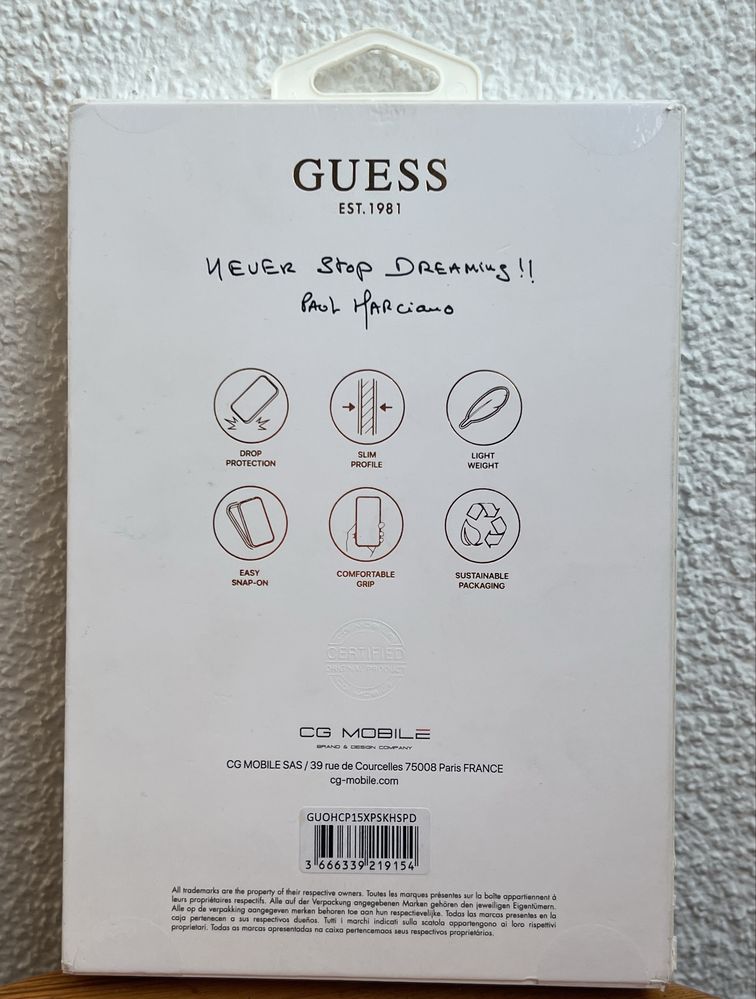 GUESS
EST.1981
NEVER STOP DREAMING!!
PAUL MARCIANO
DROP
PROTECTION
SLIM
PROFILE
LIGHT
WEIGHT
EASY
SNAP-ON
COMFORTABLE
GRIP
SUSTAINABLE
PACKAGING
CERTIFIED
ORIGINAL PRODUCT
CG MOBILE
BRAND & DESIGN COMPANY
CG MOBILE SAS / 39 rue de Courcelles 75008 Paris FRANCE
cg-mobile.com
GUOHCP15XPSKHSPD
3 666339 219154
All trademarks are the property of their respective owners. Toutes les marques présentes sur la boîte appartiennent à
leurs propriétaires respectifs. Alle auf der Verpackung angegebenen Marken gehören den jeweiligen Eigentümern.
Alle op de verpakking aangegeven merken behoren toe aan hun respectievelijke. Todas las marcas presentes en la
caja pertenecen a sus respectivos dueños. Tutti i marchi indicati sulla scatola appartengono ai loro rispettivi
proprietari. Todas as marcas apresentadas na caixa pertencemaos seus respectivos proprietários.